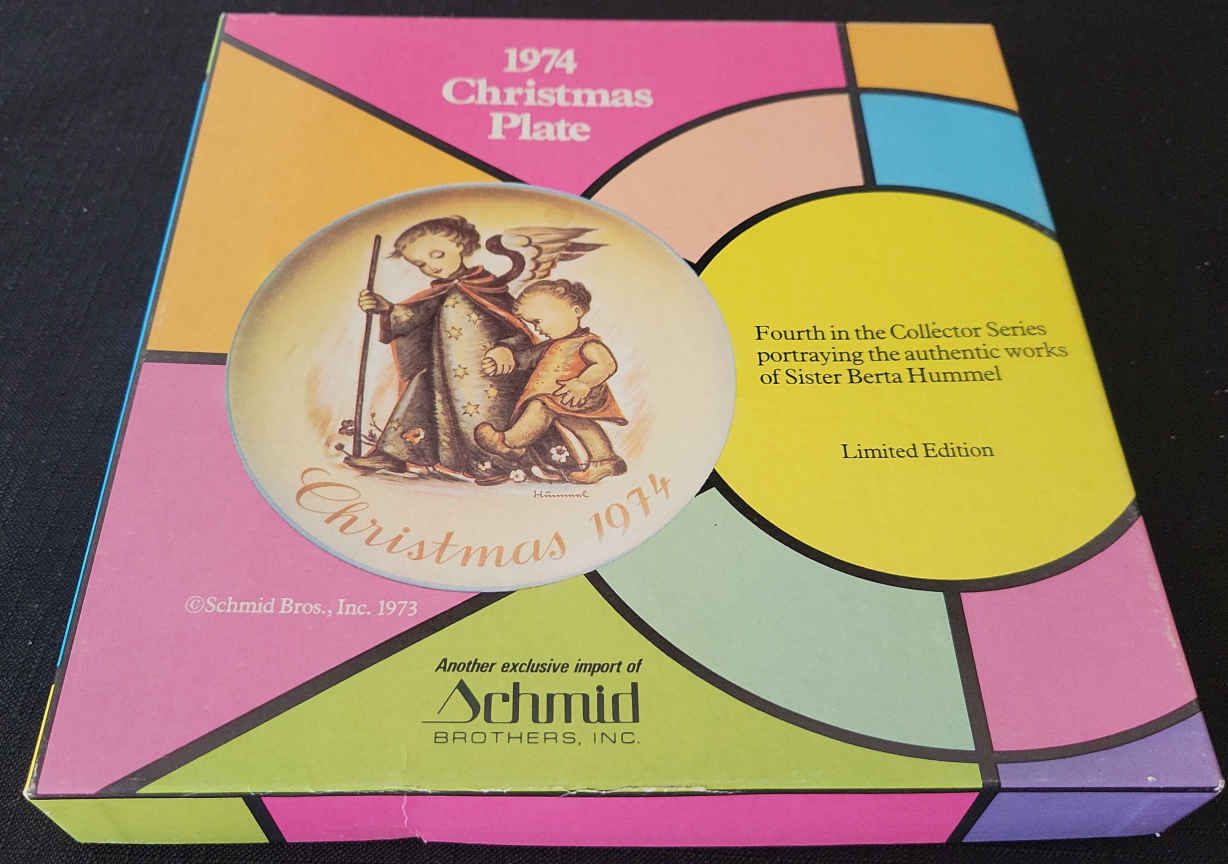 1974
Christmas
Plate
Fourth in the Collector Series
portraying the authentic works
of Sister Berta Hummel
Limited Edition
Hummel
Christmas 1974
©Schmid Bros., Inc. 1973
Another exclusive import of
Schmid
BROTHERS, INC.